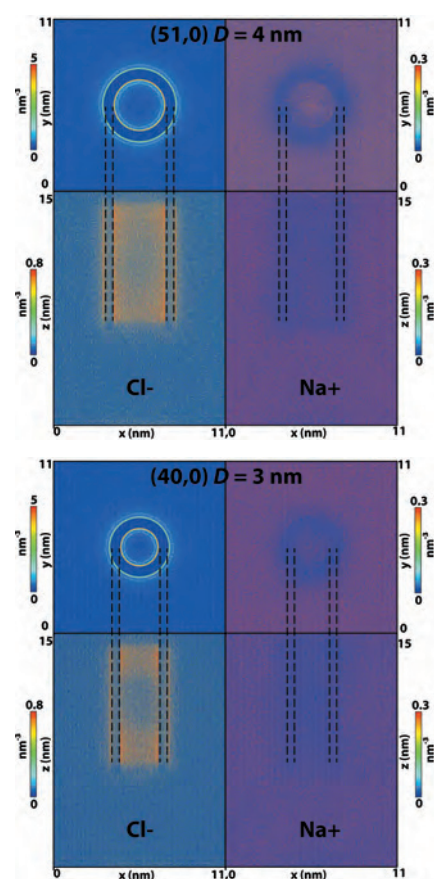 11
(51,0) D = 4 nm
11
5
nm⁻³
0
y (nm)
0.3
nm⁻³
0
y (nm)
0
0
15
15
0.8
nm⁻³
0
z (nm)
0.3
nm⁻³
0
z (nm)
Cl-
Na+
0
x (nm)
11,0
x (nm)
11
11
(40,0) D = 3 nm
11
5
nm⁻³
0
y (nm)
0.3
nm⁻³
0
y (nm)
0
0
15
15
0.8
nm⁻³
0
z (nm)
0.3
nm⁻³
0
z (nm)
Cl-
Na+
0
x (nm)
11,0
x (nm)
11